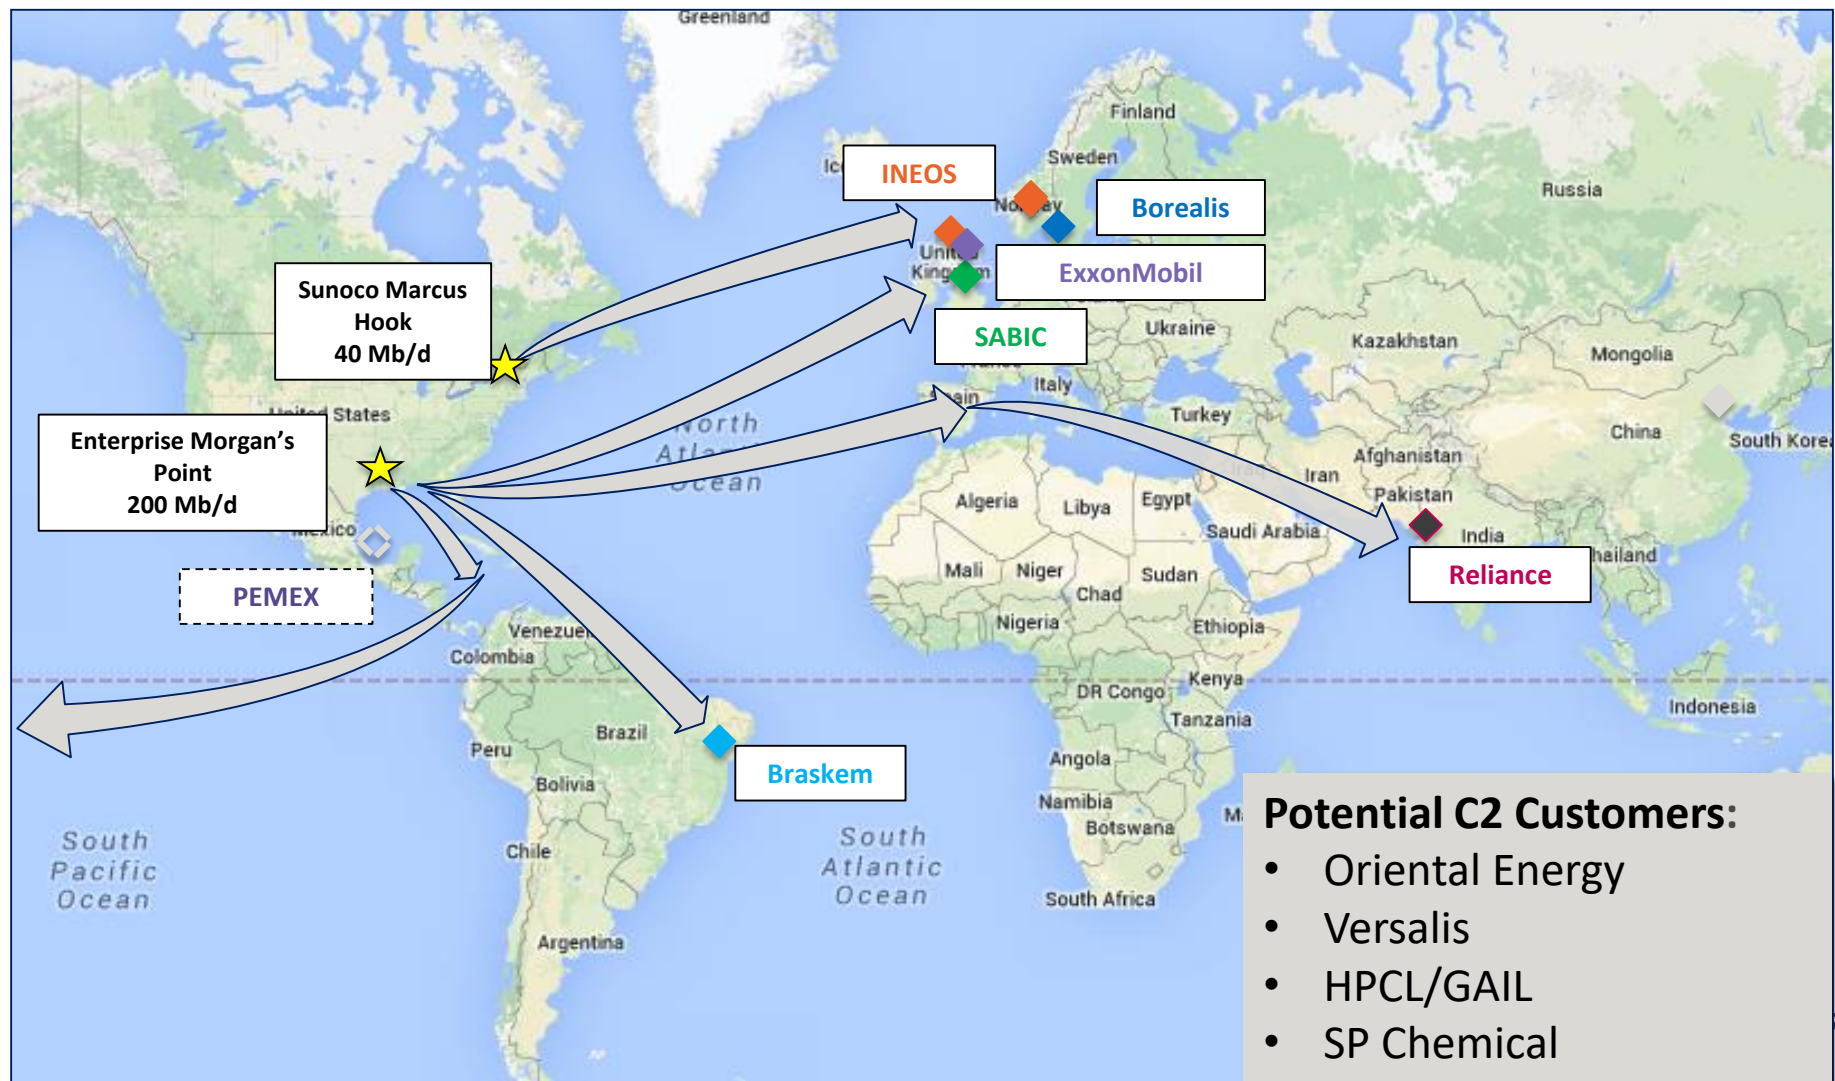 Greenland
Finland
Sweden
Russia
INEOS
Borealis
ExxonMobil
SABIC
Sunoco Marcus
Hook
40 Mb/d
Ukraine
Kazakhstan
Mongolia
Italy
Turkey
China
South Korea
United States
North
Atlantic
Ocean
Enterprise Morgan's
Point
200 Mb/d
Afghanistan
Iran
Pakistan
Algeria
Libya
Egypt
Saudi Arabia
India
Mexico
PEMEX
Mali
Niger
Chad
Sudan
Reliance
Nigeria
Ethiopia
Colombia
DR Congo
Kenya
Tanzania
Indonesia
Peru
Brazil
Bolivia
Braskem
Angola
Namibia
Botswana
South
Pacific
Ocean
Chile
South
Atlantic
Ocean
South Africa
Argentina
Potential C2 Customers:
• Oriental Energy
• Versalis
• HPCL/GAIL
• SP Chemical